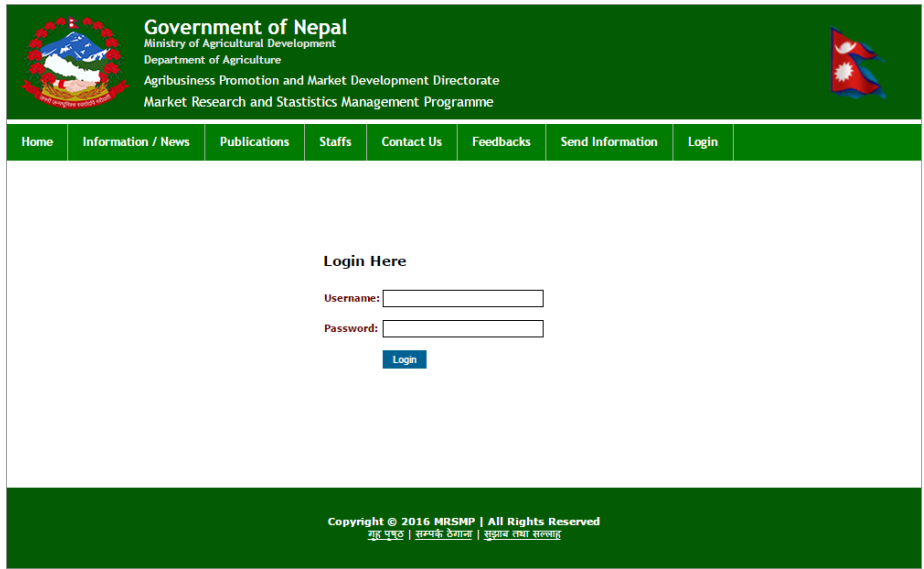 Government of Nepal
Ministry of Agricultural Development
Department of Agriculture
Agribusiness Promotion and Market Development Directorate
Market Research and Stastistics Management Programme
Home Information / News Publications Staffs Contact Us Feedbacks Send Information Login
Login Here
Username:
Password:
Login
Copyright © 2016 MRSMP | All Rights Reserved
गृह पृष्ठ | सम्पर्क ठेगाना | सुझाब तथा सल्लाह